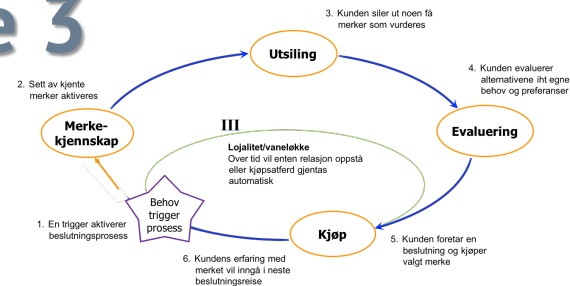 e 3
3. Kunden siler ut noen få
merker som vurderes
Utsiling
4. Kunden evaluerer
alternativene iht egne
behov og preferanser
2. Sett av kjente
merker aktiveres
Merke-
kjennskap
Evaluering
III
Lojalitet/vaneløkke
Over tid vil enten relasjon oppstå
eller kjøpsatferd gjentas
automatisk
Behov
trigger
prosess
1. En trigger aktiverer
beslutningsprosess
Kjøp
5. Kunden foretar en
beslutning og kjøper
valgt merke
6. Kundens erfaring med
merket vil inngå i neste
beslutningsreise